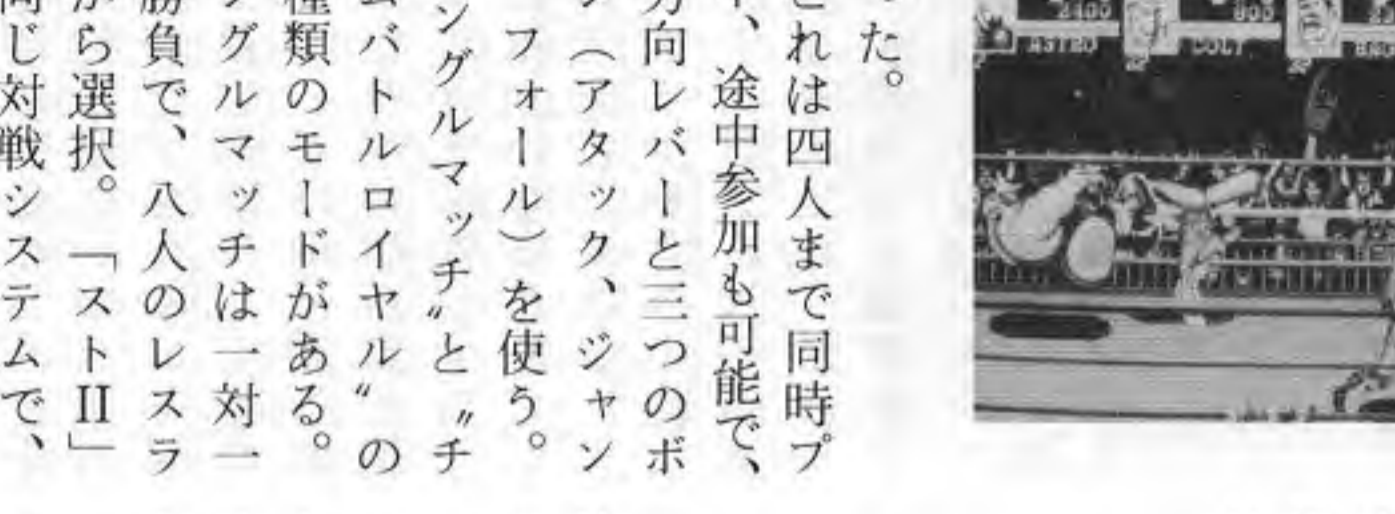 った。
これは四人まで同時プ
、途中参加も可能で、
方向レバーと三つのボ
（アタック、ジャン
フォール）を使う。
ングルマッチ〟と〝チ
ムバトルロイヤル〟の
種類のモードがある。
グルマッチは一対一
勝負で、八人のレスラ
から選択。「ストII」
同じ対戦システムで、
2400
800
ASTRO
COLT